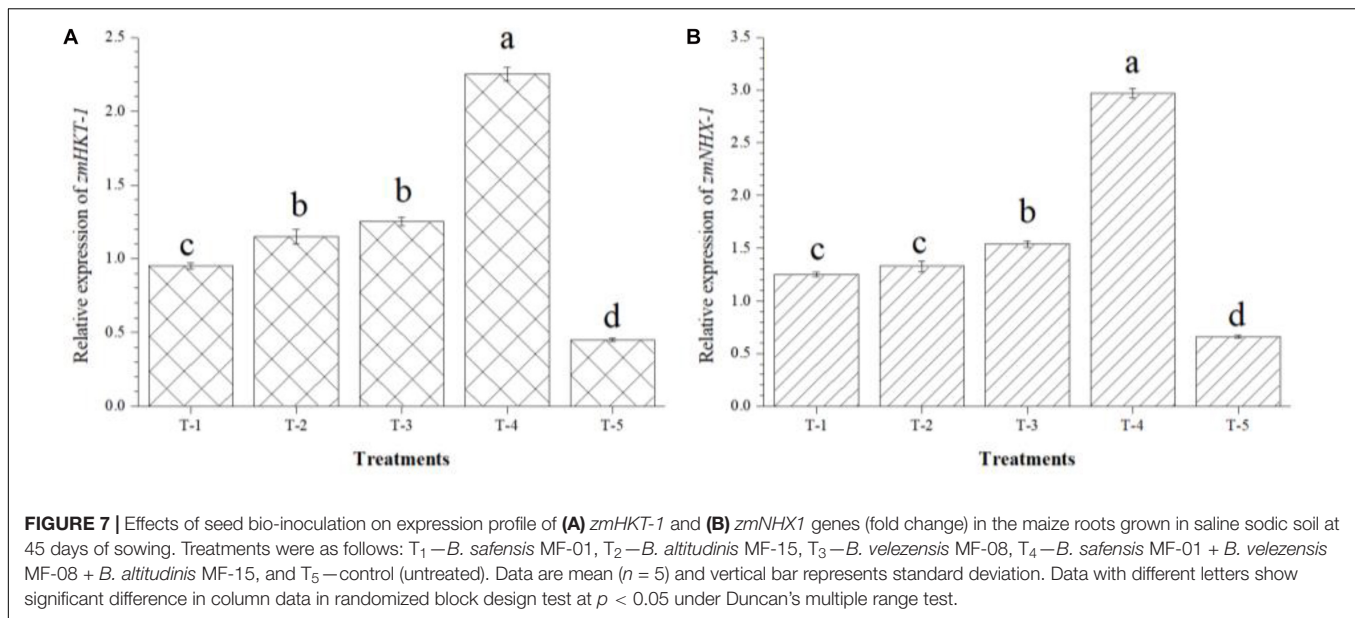 A
B
2.5
2.0
1.5
1.0
0.5
0.0
Relative expression of zmHKT-1
c
b
b
a
d
T-1 T-2 T-3 T-4 T-5
Treatments
3.5
3.0
2.5
2.0
1.5
1.0
0.5
0.0
Relative expression of zmNHX-1
c
c
b
a
d
T-1 T-2 T-3 T-4 T-5
Treatments
FIGURE 7 | Effects of seed bio-inoculation on expression profile of (A) zmHKT-1 and (B) zmNHX1 genes (fold change) in the maize roots grown in saline sodic soil at
45 days of sowing. Treatments were as follows: T₁—B. safensis MF-01, T₂—B. altitudinis MF-15, T₃—B. velezensis MF-08, T₄—B. safensis MF-01 + B. velezensis
MF-08 + B. altitudinis MF-15, and T₅—control (untreated). Data are mean (n = 5) and vertical bar represents standard deviation. Data with different letters show
significant difference in column data in randomized block design test at p < 0.05 under Duncan's multiple range test.